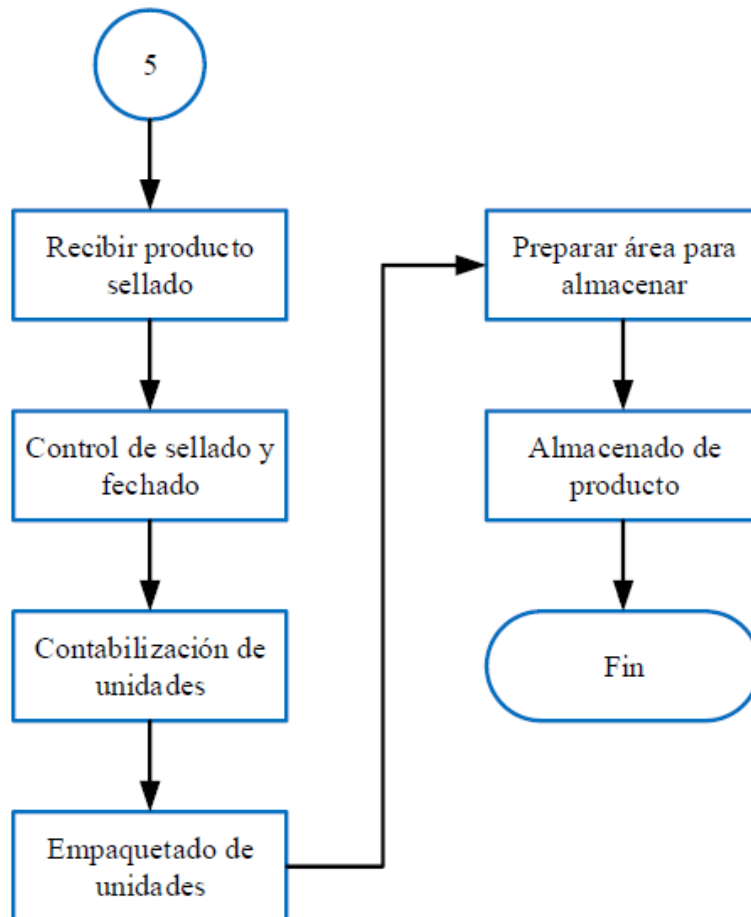 5
Recibir producto
sellado
Control de sellado y
fechado
Contabilización de
unidades
Empaquetado de
unidades
Preparar área para
almacenar
Almacenado de
producto
Fin